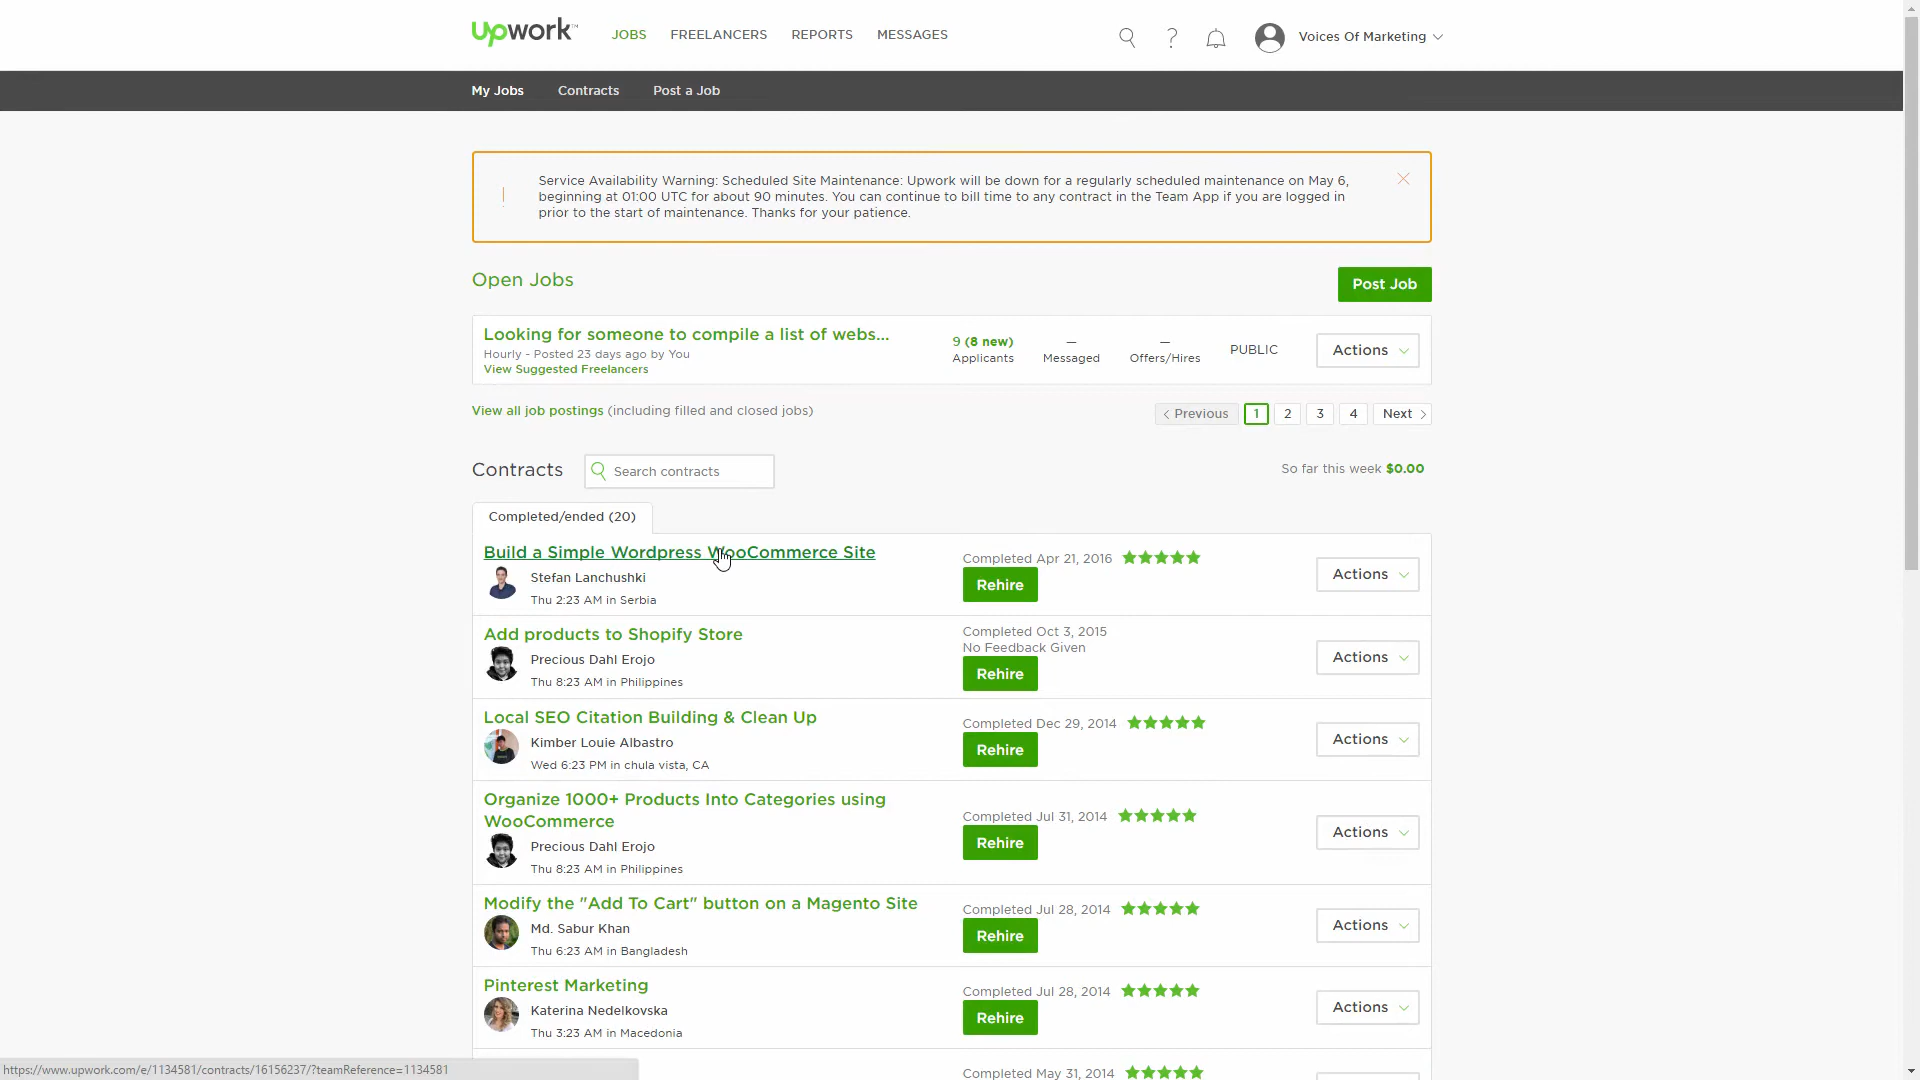 Upwork™
JOBS FREELANCERS REPORTS MESSAGES
? Voices Of Marketing
My Jobs Contracts Post a Job
Service Availability Warning: Scheduled Site Maintenance: Upwork will be down for a regularly scheduled maintenance on May 6,
beginning at 01:00 UTC for about 90 minutes. You can continue to bill time to any contract in the Team App if you are logged in
prior to the start of maintenance. Thanks for your patience.
Open Jobs
Post Job
Looking for someone to compile a list of webs...
Hourly - Posted 23 days ago by You
View Suggested Freelancers
9 (8 new)
Applicants
—
Messaged
—
Offers/Hires
PUBLIC
Actions
View all job postings (including filled and closed jobs)
Previous 1 2 3 4 Next
Contracts
Search contracts
So far this week $0.00
Completed/ended (20)
Build a Simple Wordpress WooCommerce Site
Stefan Lanchushki
Thu 2:23 AM in Serbia
Completed Apr 21, 2016
Rehire
Actions
Add products to Shopify Store
Precious Dahl Erojo
Thu 8:23 AM in Philippines
Completed Oct 3, 2015
No Feedback Given
Rehire
Actions
Local SEO Citation Building & Clean Up
Kimber Louie Albastro
Wed 6:23 PM in chula vista, CA
Completed Dec 29, 2014
Rehire
Actions
Organize 1000+ Products Into Categories using
WooCommerce
Precious Dahl Erojo
Thu 8:23 AM in Philippines
Completed Jul 31, 2014
Rehire
Actions
Modify the "Add To Cart" button on a Magento Site
Md. Sabur Khan
Thu 6:23 AM in Bangladesh
Completed Jul 28, 2014
Rehire
Actions
Pinterest Marketing
Katerina Nedelkovska
Thu 3:23 AM in Macedonia
Completed Jul 28, 2014
Rehire
Actions
Completed May 31, 2014
https://www.upwork.com/e/1134581/contracts/16156237/?teamReference=1134581